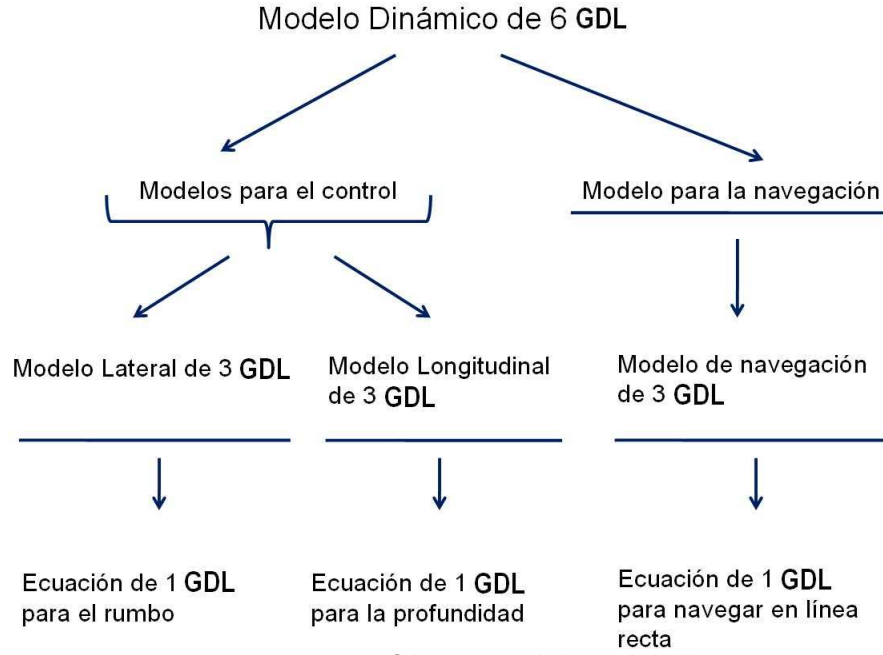 Modelo Dinámico de 6 GDL
Modelos para el control
Modelo para la navegación
Modelo Lateral de 3 GDL
Modelo Longitudinal
de 3 GDL
Modelo de navegación
de 3 GDL
Ecuación de 1 GDL
para el rumbo
Ecuación de 1 GDL
para la profundidad
Ecuación de 1 GDL
para navegar en línea
recta